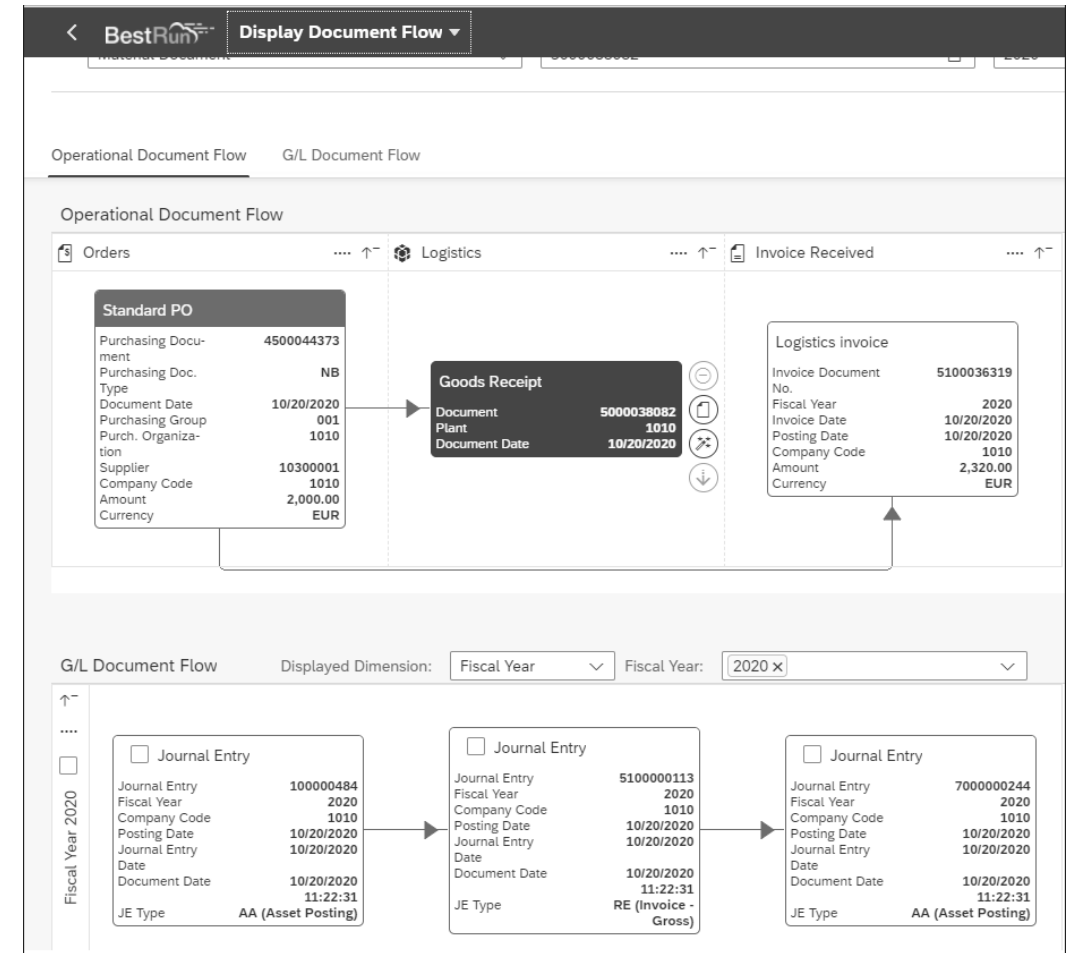 BestRun Display Document Flow
Material Document 5000038082 2020
Operational Document Flow G/L Document Flow
Operational Document Flow
Orders
Standard PO
Purchasing Docu- 4500044373
ment
Purchasing Doc. NB
Type
Document Date 10/20/2020
Purchasing Group 001
Purch. Organiza- 1010
tion
Supplier 10300001
Company Code 1010
Amount 2,000.00
Currency EUR
Logistics
Goods Receipt
Document 5000038082
Plant 1010
Document Date 10/20/2020
Invoice Received
Logistics invoice
Invoice Document 5100036319
No.
Fiscal Year 2020
Invoice Date 10/20/2020
Posting Date 10/20/2020
Company Code 1010
Amount 2,320.00
Currency EUR
G/L Document Flow Displayed Dimension: Fiscal Year Fiscal Year: 2020
Fiscal Year 2020
Journal Entry
Journal Entry 100000484
Fiscal Year 2020
Company Code 1010
Posting Date 10/20/2020
Journal Entry 10/20/2020
Date
Document Date 10/20/2020
11:22:31
JE Type AA (Asset Posting)
Journal Entry
Journal Entry 5100000113
Fiscal Year 2020
Company Code 1010
Posting Date 10/20/2020
Journal Entry 10/20/2020
Date
Document Date 10/20/2020
11:22:31
JE Type RE (Invoice -
Gross)
Journal Entry
Journal Entry 7000000244
Fiscal Year 2020
Company Code 1010
Posting Date 10/20/2020
Journal Entry 10/20/2020
Date
Document Date 10/20/2020
11:22:31
JE Type AA (Asset Posting)